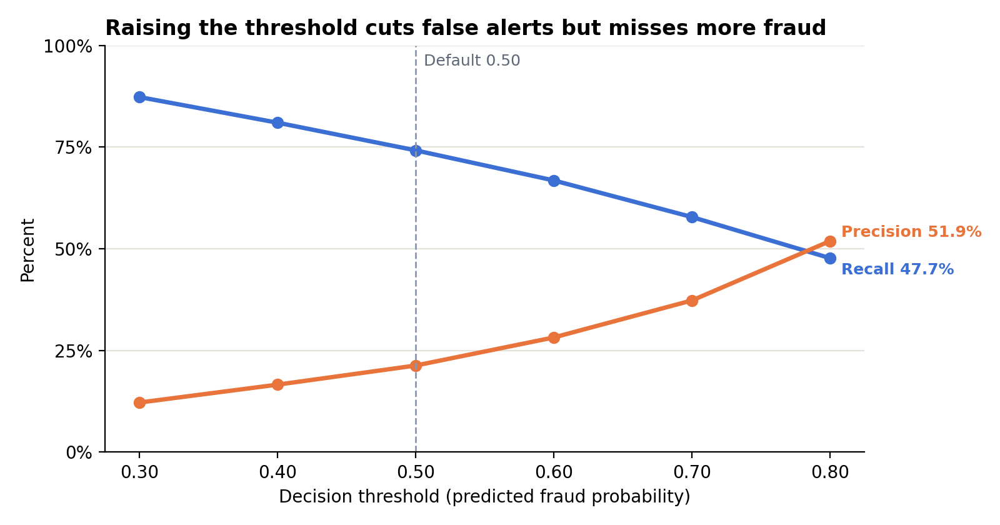 Raising the threshold cuts false alerts but misses more fraud
100%
Default 0.50
75%
Precision 51.9%
50%
Recall 47.7%
Percent
25%
0%
0.30 0.40 0.50 0.60 0.70 0.80
Decision threshold (predicted fraud probability)